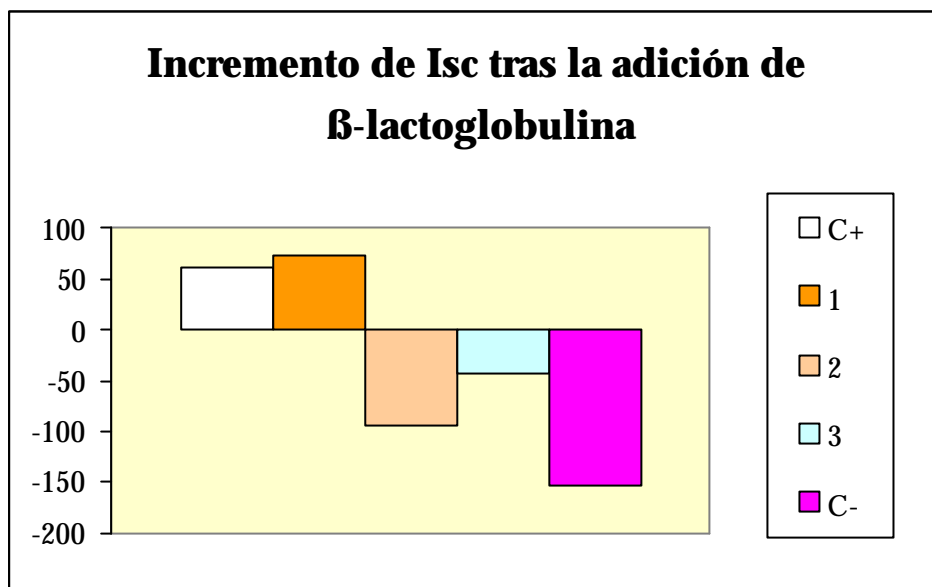 Incremento de Isc tras la adición de
ß-lactoglobulina
100
50
0
-50
-100
-150
-200
C+
1
2
3
C-